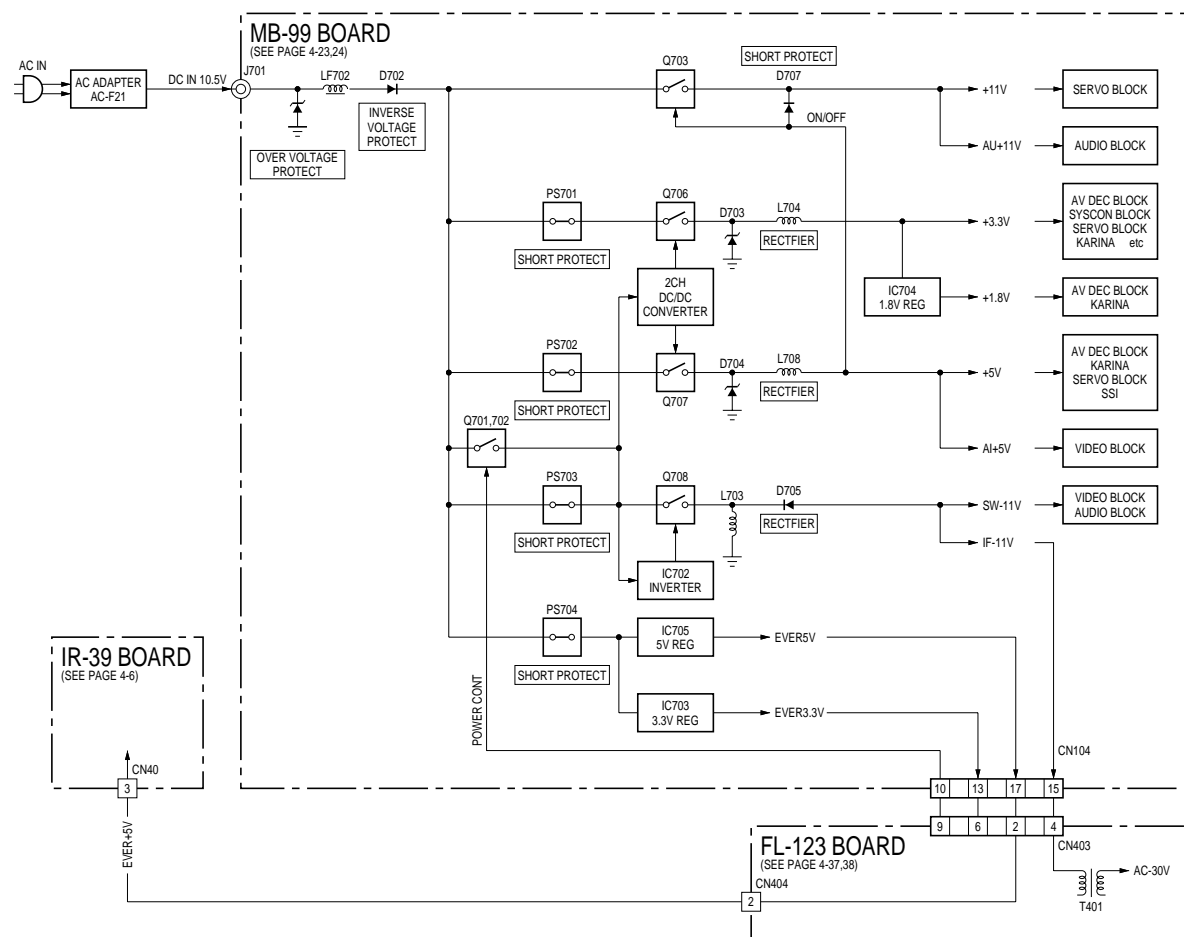 MB-99 BOARD
(SEE PAGE 4-23,24)
AC IN
AC ADAPTER
AC-F21
DC IN 10.5V
J701
LF702
D702
INVERSE
VOLTAGE
PROTECT
OVER VOLTAGE
PROTECT
Q703
SHORT PROTECT
D707
ON/OFF
+11V
SERVO BLOCK
AU+11V
AUDIO BLOCK
PS701
SHORT PROTECT
Q706
D703
L704
RECTFIER
+3.3V
AV DEC BLOCK
SYSCON BLOCK
SERVO BLOCK
KARINA etc
2CH
DC/DC
CONVERTER
IC704
1.8V REG
+1.8V
AV DEC BLOCK
KARINA
PS702
SHORT PROTECT
Q707
D704
L708
RECTFIER
+5V
AV DEC BLOCK
KARINA
SERVO BLOCK
SSI
Q701,702
AI+5V
VIDEO BLOCK
PS703
SHORT PROTECT
Q708
L703
D705
RECTFIER
SW-11V
VIDEO BLOCK
AUDIO BLOCK
IF-11V
IC702
INVERTER
PS704
SHORT PROTECT
IC705
5V REG
EVER5V
IC703
3.3V REG
EVER3.3V
POWER CONT
IR-39 BOARD
(SEE PAGE 4-6)
CN40
3
EVER+5V
CN104
10 13 17 15
9 6 2 4
CN403
FL-123 BOARD
(SEE PAGE 4-37,38)
CN404
2
T401
AC-30V